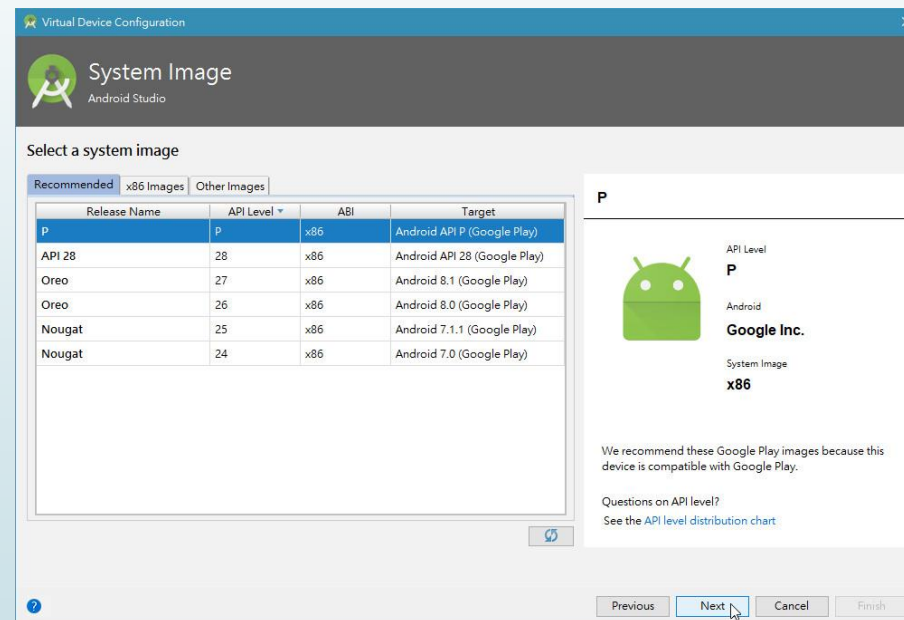 Virtual Device Configuration
System Image
Android Studio
Select a system image
Recommended x86 Images Other Images
Release Name API Level ABI Target
P P x86 Android API P (Google Play)
API 28 28 x86 Android API 28 (Google Play)
Oreo 27 x86 Android 8.1 (Google Play)
Oreo 26 x86 Android 8.0 (Google Play)
Nougat 25 x86 Android 7.1.1 (Google Play)
Nougat 24 x86 Android 7.0 (Google Play)
P
API Level
P
Android
Google Inc.
System Image
x86
We recommend these Google Play images because this
device is compatible with Google Play.
Questions on API level?
See the API level distribution chart
? Previous Next Cancel Finish